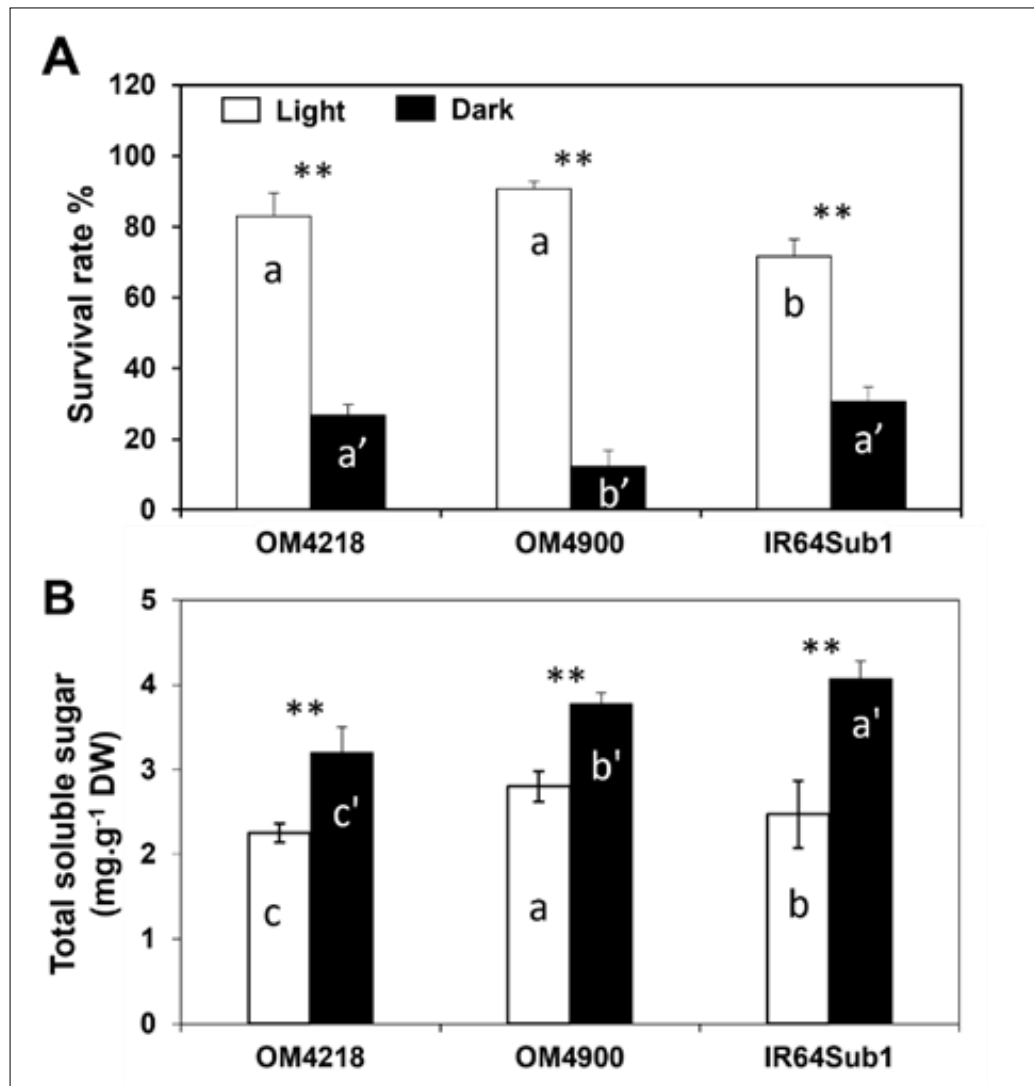 A
120
100
80
60
40
20
0
Survival rate %
Light Dark
** ** **
a a b
a’ b’ a’
OM4218 OM4900 IR64Sub1
B
5
4
3
2
1
0
Total soluble sugar
(mg.g⁻¹ DW)
** ** **
c' b' a'
c a b
OM4218 OM4900 IR64Sub1